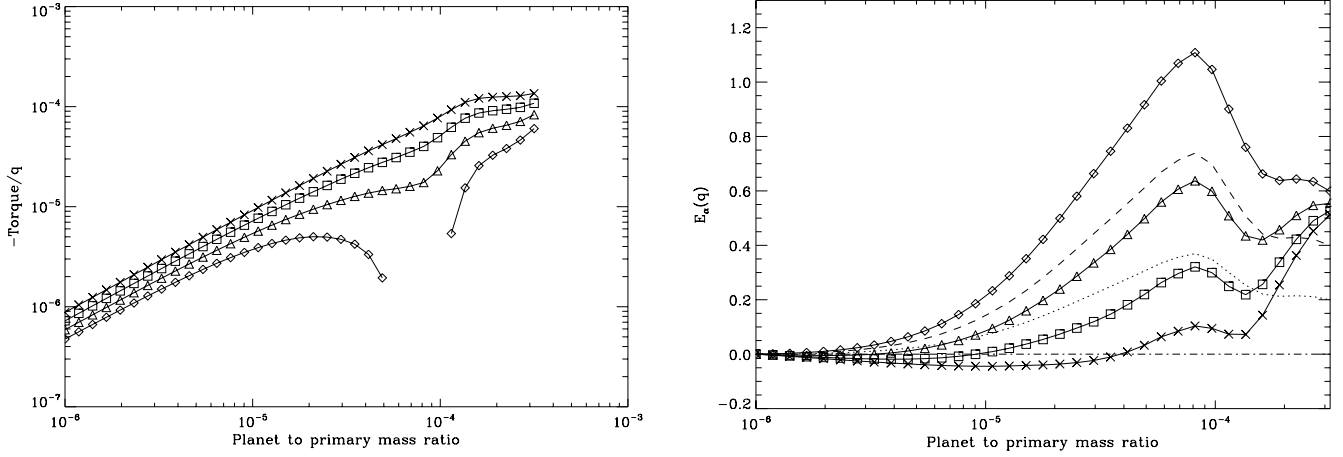 10⁻³
10⁻⁴
10⁻⁵
10⁻⁶
10⁻⁷
−Torque/q
10⁻⁶ 10⁻⁵ 10⁻⁴ 10⁻³
Planet to primary mass ratio
1.2
1.0
0.8
0.6
0.4
0.2
0.0
−0.2
Eₐ(q)
10⁻⁶ 10⁻⁵ 10⁻⁴
Planet to primary mass ratio